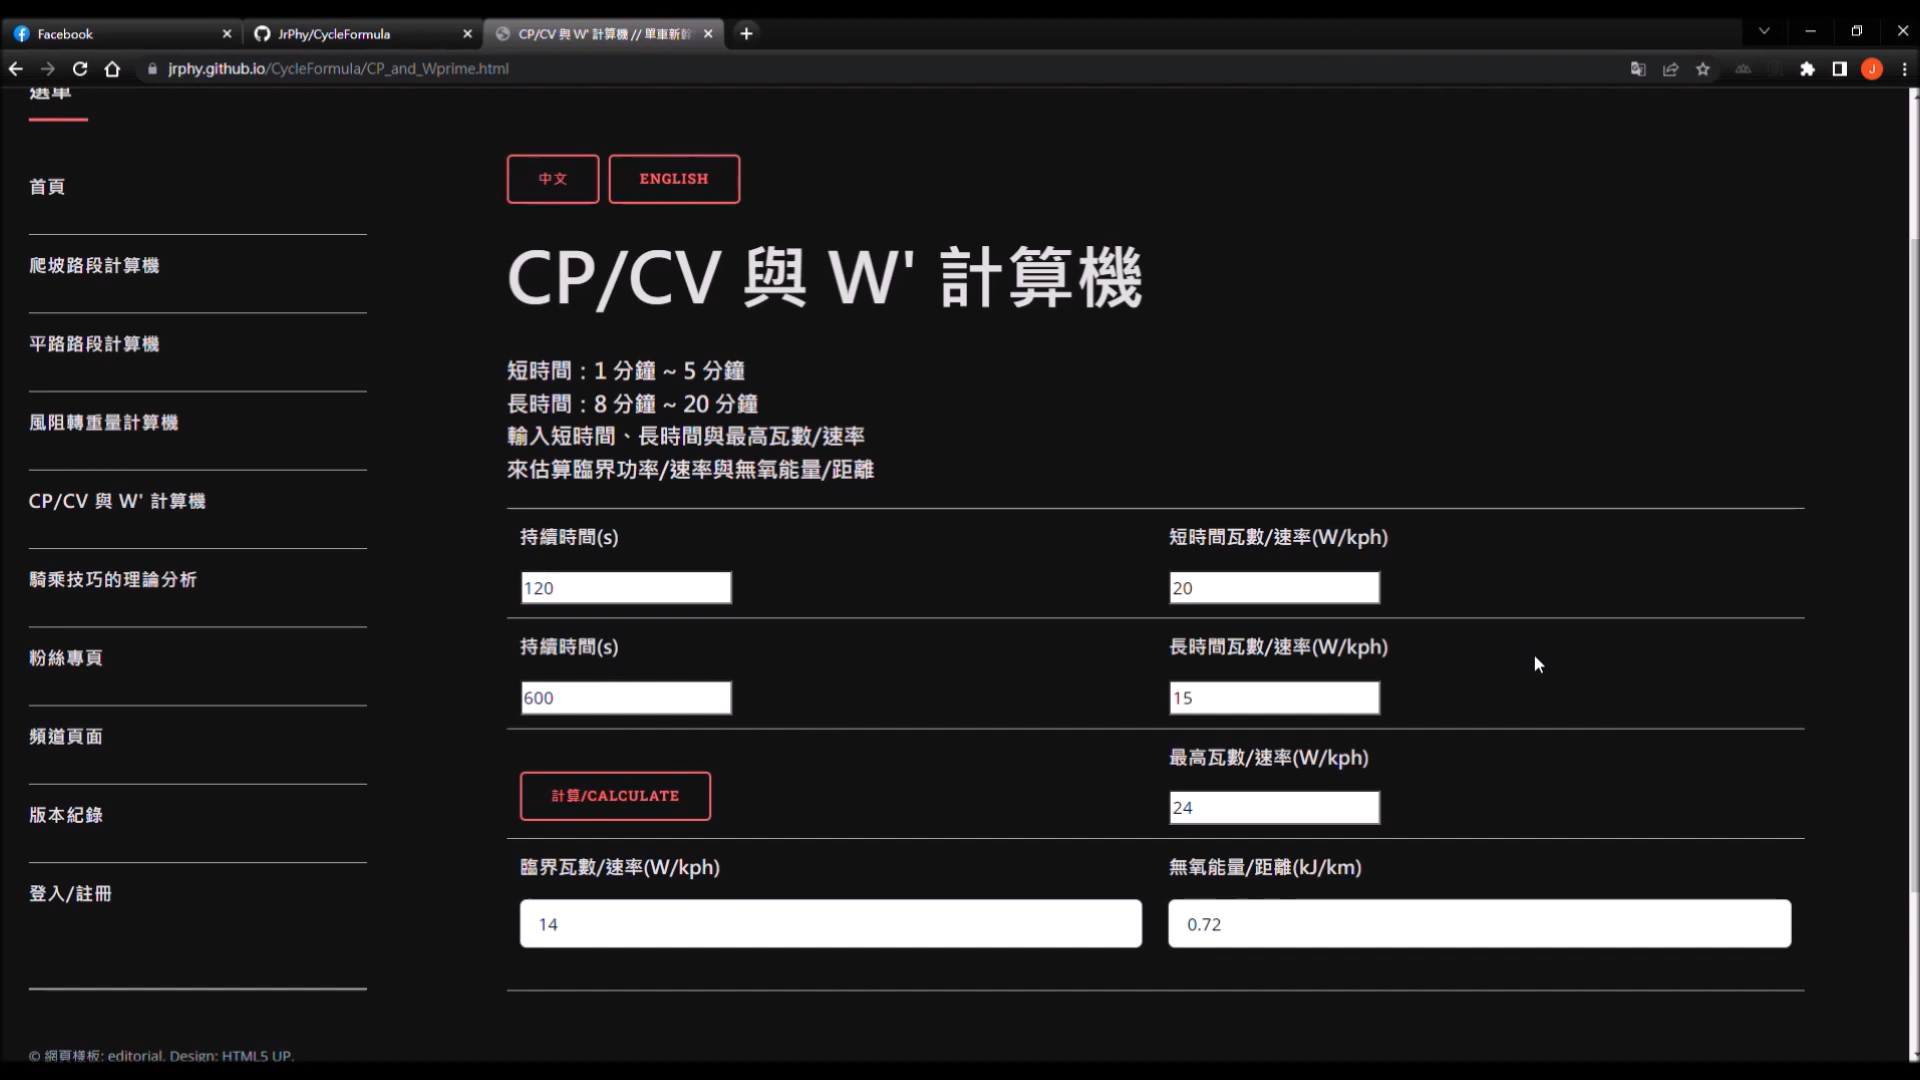 Facebook
JrPhy/CycleFormula
CP/CV 與 W' 計算機 // 單車新幹
jrphy.github.io/CycleFormula/CP_and_Wprime.html
J
選單
首頁
爬坡路段計算機
平路路段計算機
風阻轉重量計算機
CP/CV 與 W' 計算機
騎乘技巧的理論分析
粉絲專頁
頻道頁面
版本紀錄
登入/註冊
© 網頁樣板: editorial. Design: HTML5 UP.
中文
ENGLISH
CP/CV 與 W' 計算機
短時間：1 分鐘 ~ 5 分鐘
長時間：8 分鐘 ~ 20 分鐘
輸入短時間、長時間與最高瓦數/速率
來估算臨界功率/速率與無氧能量/距離
持續時間(s)
短時間瓦數/速率(W/kph)
120
20
持續時間(s)
長時間瓦數/速率(W/kph)
600
15
最高瓦數/速率(W/kph)
計算/CALCULATE
24
臨界瓦數/速率(W/kph)
無氧能量/距離(kJ/km)
14
0.72